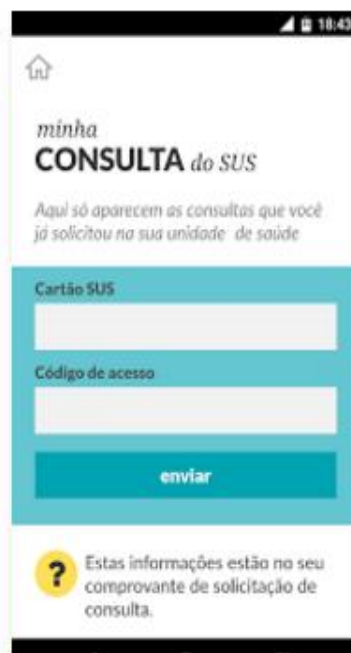 18:43
minha
CONSULTA do SUS
Aqui só aparecem as consultas que você
já solicitou na sua unidade de saúde
Cartão SUS
Código de acesso
enviar
?
Estas informações estão no seu
comprovante de solicitação de
consulta.